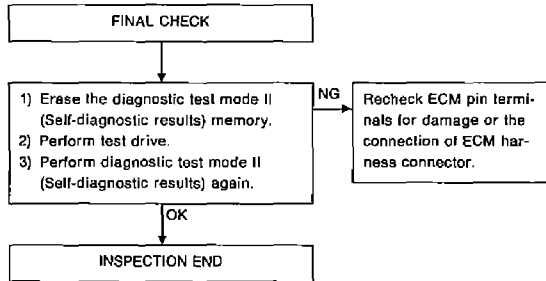 FINAL CHECK
1) Erase the diagnostic test mode II
(Self-diagnostic results) memory.
2) Perform test drive.
3) Perform diagnostic test mode II
(Self-diagnostic results) again.
NG
Recheck ECM pin termi-
nals for damage or the
connection of ECM har-
ness connector.
OK
INSPECTION END